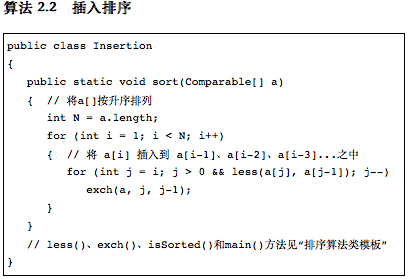 算法 2.2 插入排序
public class Insertion
{
public static void sort(Comparable[] a)
{ // 将a[]按升序排列
int N = a.length;
for (int i = 1; i < N; i++)
{ // 将 a[i] 插入到 a[i-1]、a[i-2]、a[i-3]...之中
for (int j = i; j > 0 && less(a[j], a[j-1]); j--)
exch(a, j, j-1);
}
}
// less()、exch()、isSorted()和main()方法见“排序算法类模板”
}